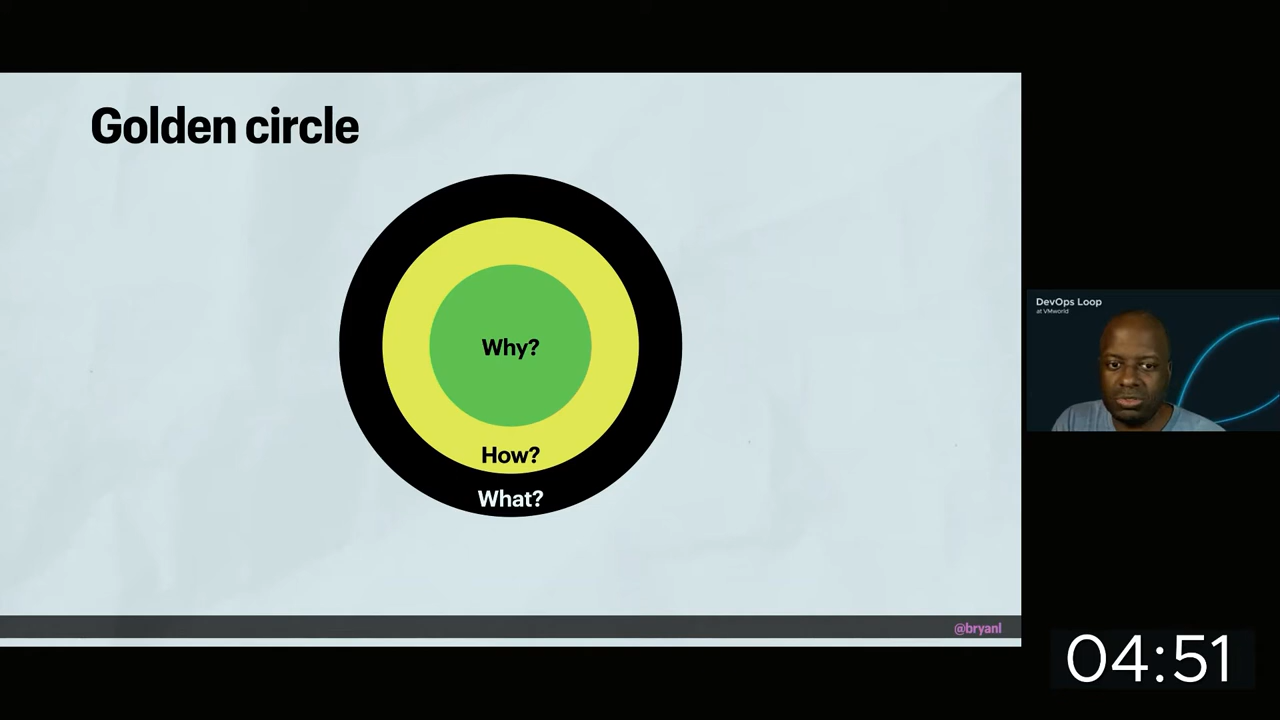 Golden circle
Why?
How?
What?
@bryanl
DevOps Loop
at VMworld
04:51